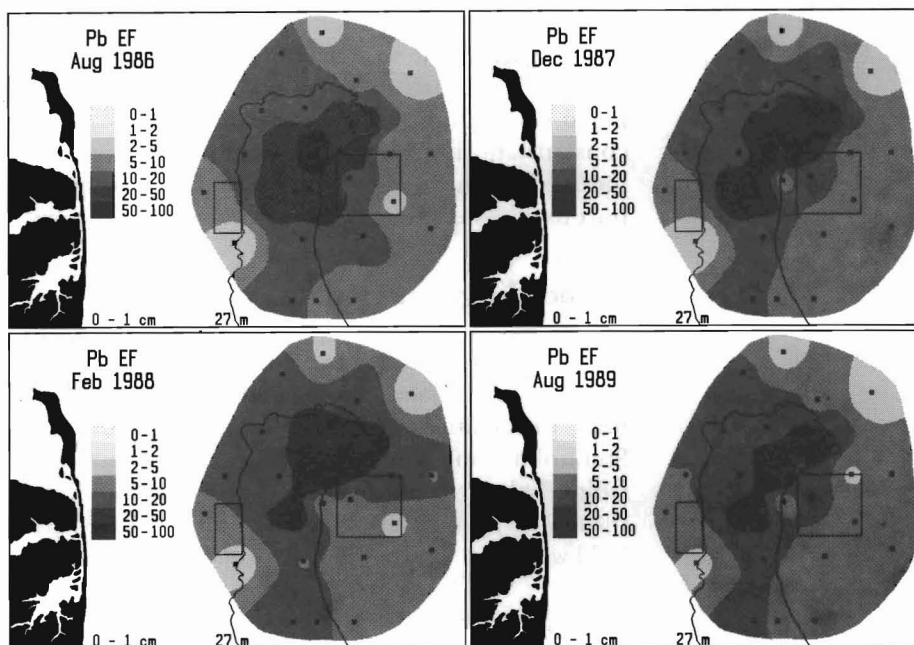 Pb EF
Aug 1986
0-1
1-2
2-5
5-10
10-20
20-50
50-100
0 - 1 cm
27 m
Pb EF
Dec 1987
0-1
1-2
2-5
5-10
10-20
20-50
50-100
0 - 1 cm
27 m
Pb EF
Feb 1988
0-1
1-2
2-5
5-10
10-20
20-50
50-100
0 - 1 cm
27 m
Pb EF
Aug 1989
0-1
1-2
2-5
5-10
10-20
20-50
50-100
0 - 1 cm
27 m